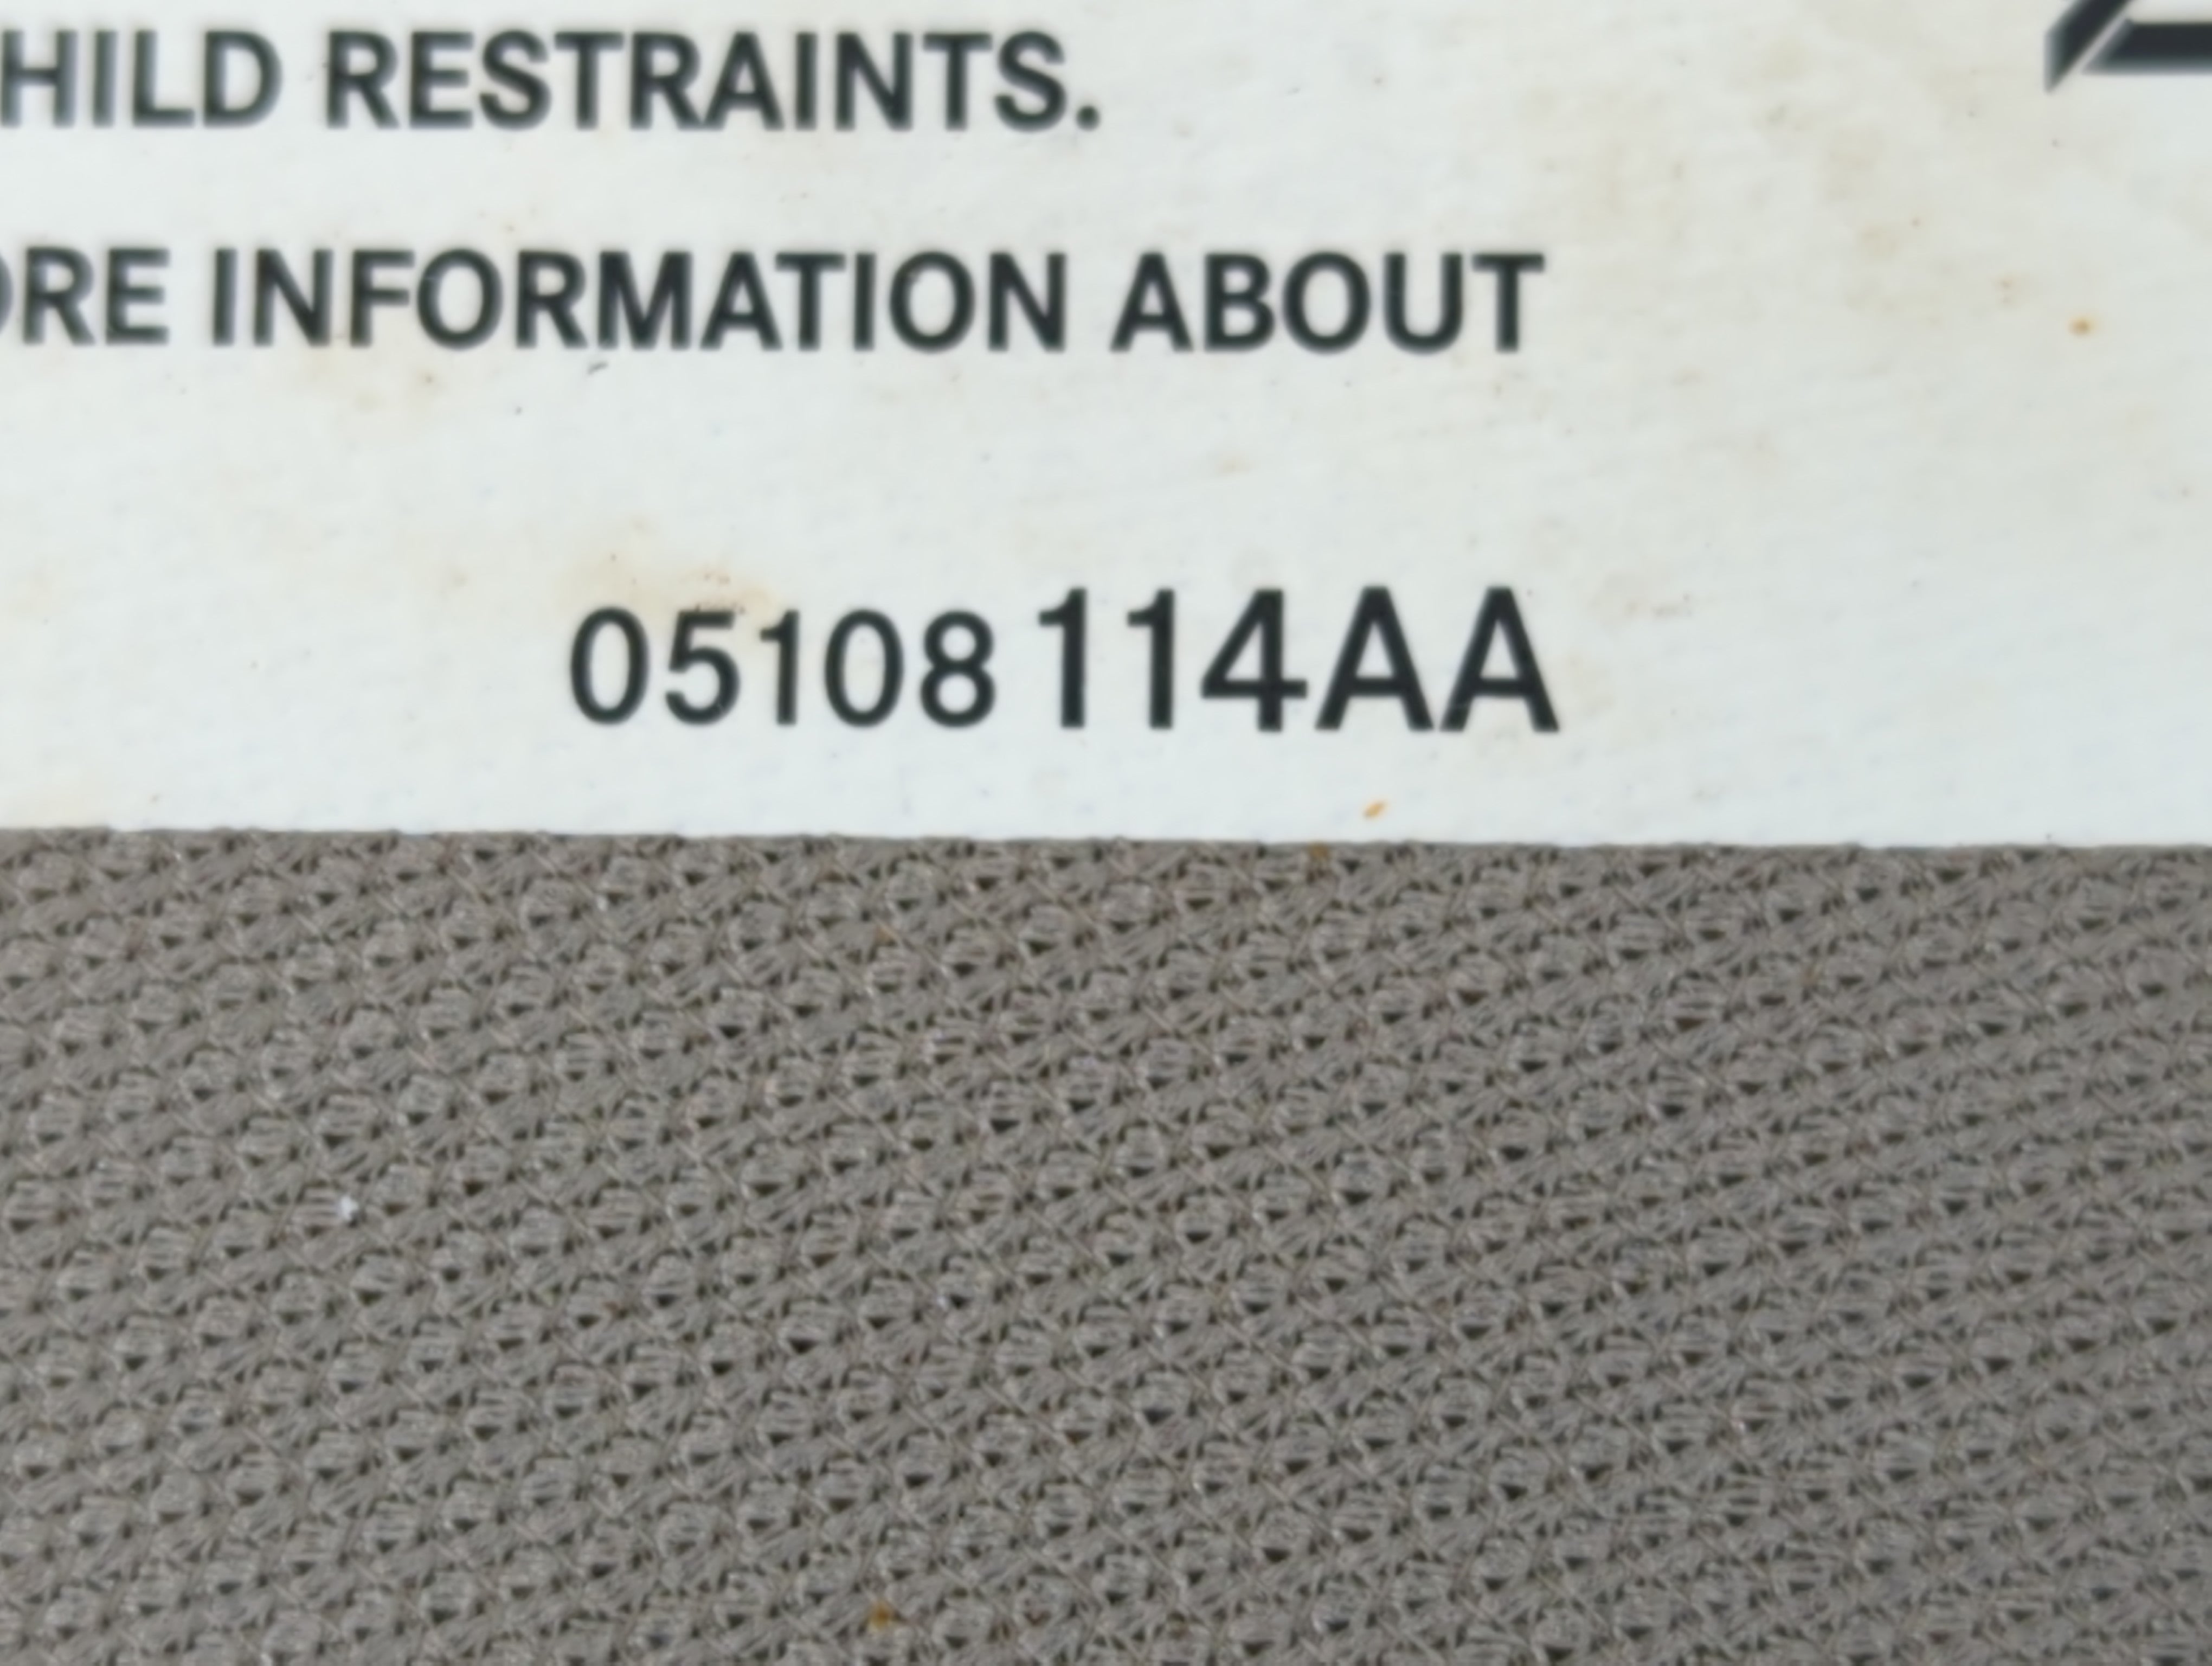 HILD RESTRAINTS.
ORE INFORMATION ABOUT
05108114AA